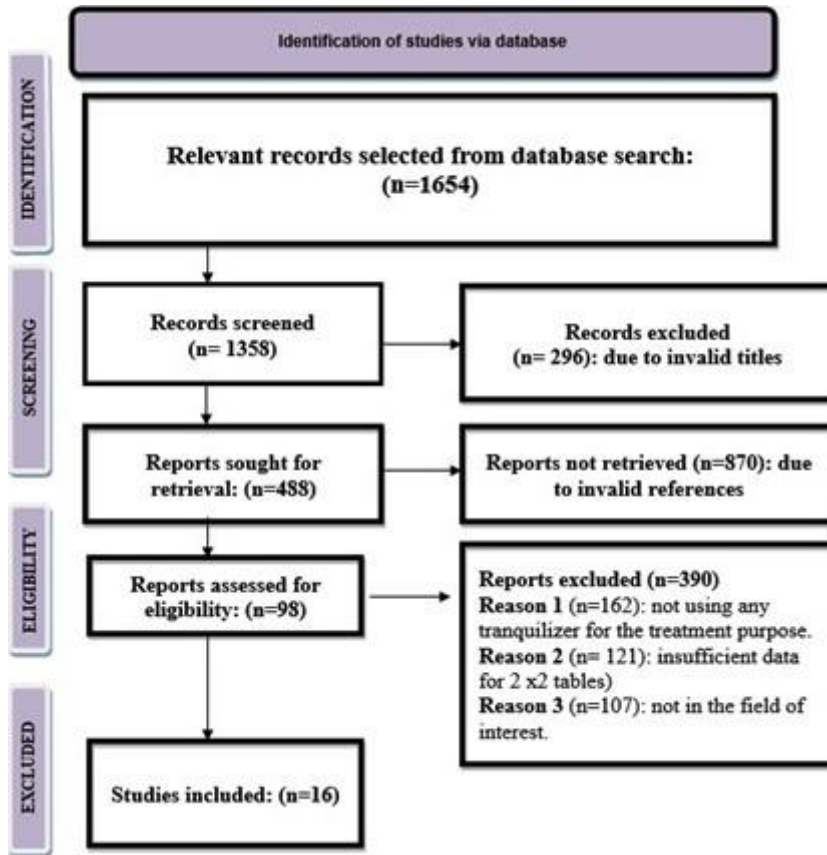 Identification of studies via database
IDENTIFICATION
Relevant records selected from database search:
(n=1654)
SCREENING
Records screened
(n= 1358)
Records excluded
(n= 296): due to invalid titles
Reports sought for
retrieval: (n=488)
Reports not retrieved (n=870): due
to invalid references
ELIGIBILITY
Reports assessed for
eligibility: (n=98)
Reports excluded (n=390)
Reason 1 (n=162): not using any
tranquilizer for the treatment purpose.
Reason 2 (n= 121): insufficient data
for 2 x2 tables)
Reason 3 (n=107): not in the field of
interest.
EXCLUDED
Studies included: (n=16)